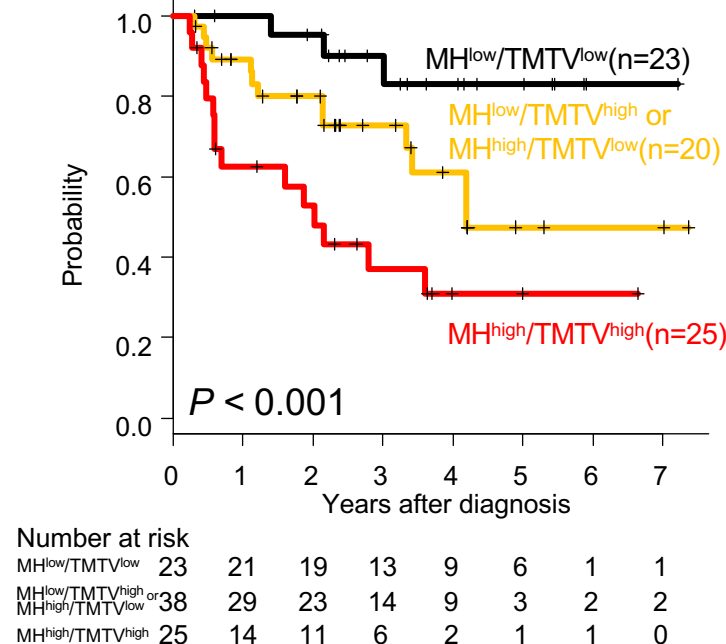 1.0
0.8
0.6
0.4
0.2
0.0
Probability
MHlow/TMTVlow(n=23)
MHlow/TMTVhigh or
MHhigh/TMTVlow(n=20)
MHhigh/TMTVhigh(n=25)
P < 0.001
0 1 2 3 4 5 6 7
Years after diagnosis
Number at risk
MHlow/TMTVlow 23 21 19 13 9 6 1 1
MHlow/TMTVhigh or
MHhigh/TMTVlow 38 29 23 14 9 3 2 2
MHhigh/TMTVhigh 25 14 11 6 2 1 1 0